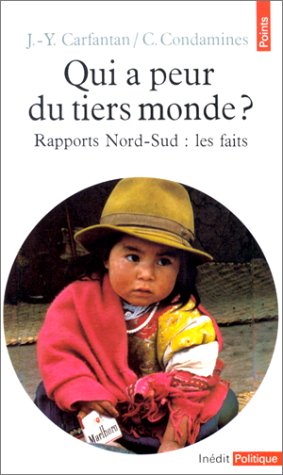 J.-Y. Carfantan/C. Condamines
Points
Qui a peur
du tiers monde?
Rapports Nord-Sud : les faits
Marlboro
Inédit Politique